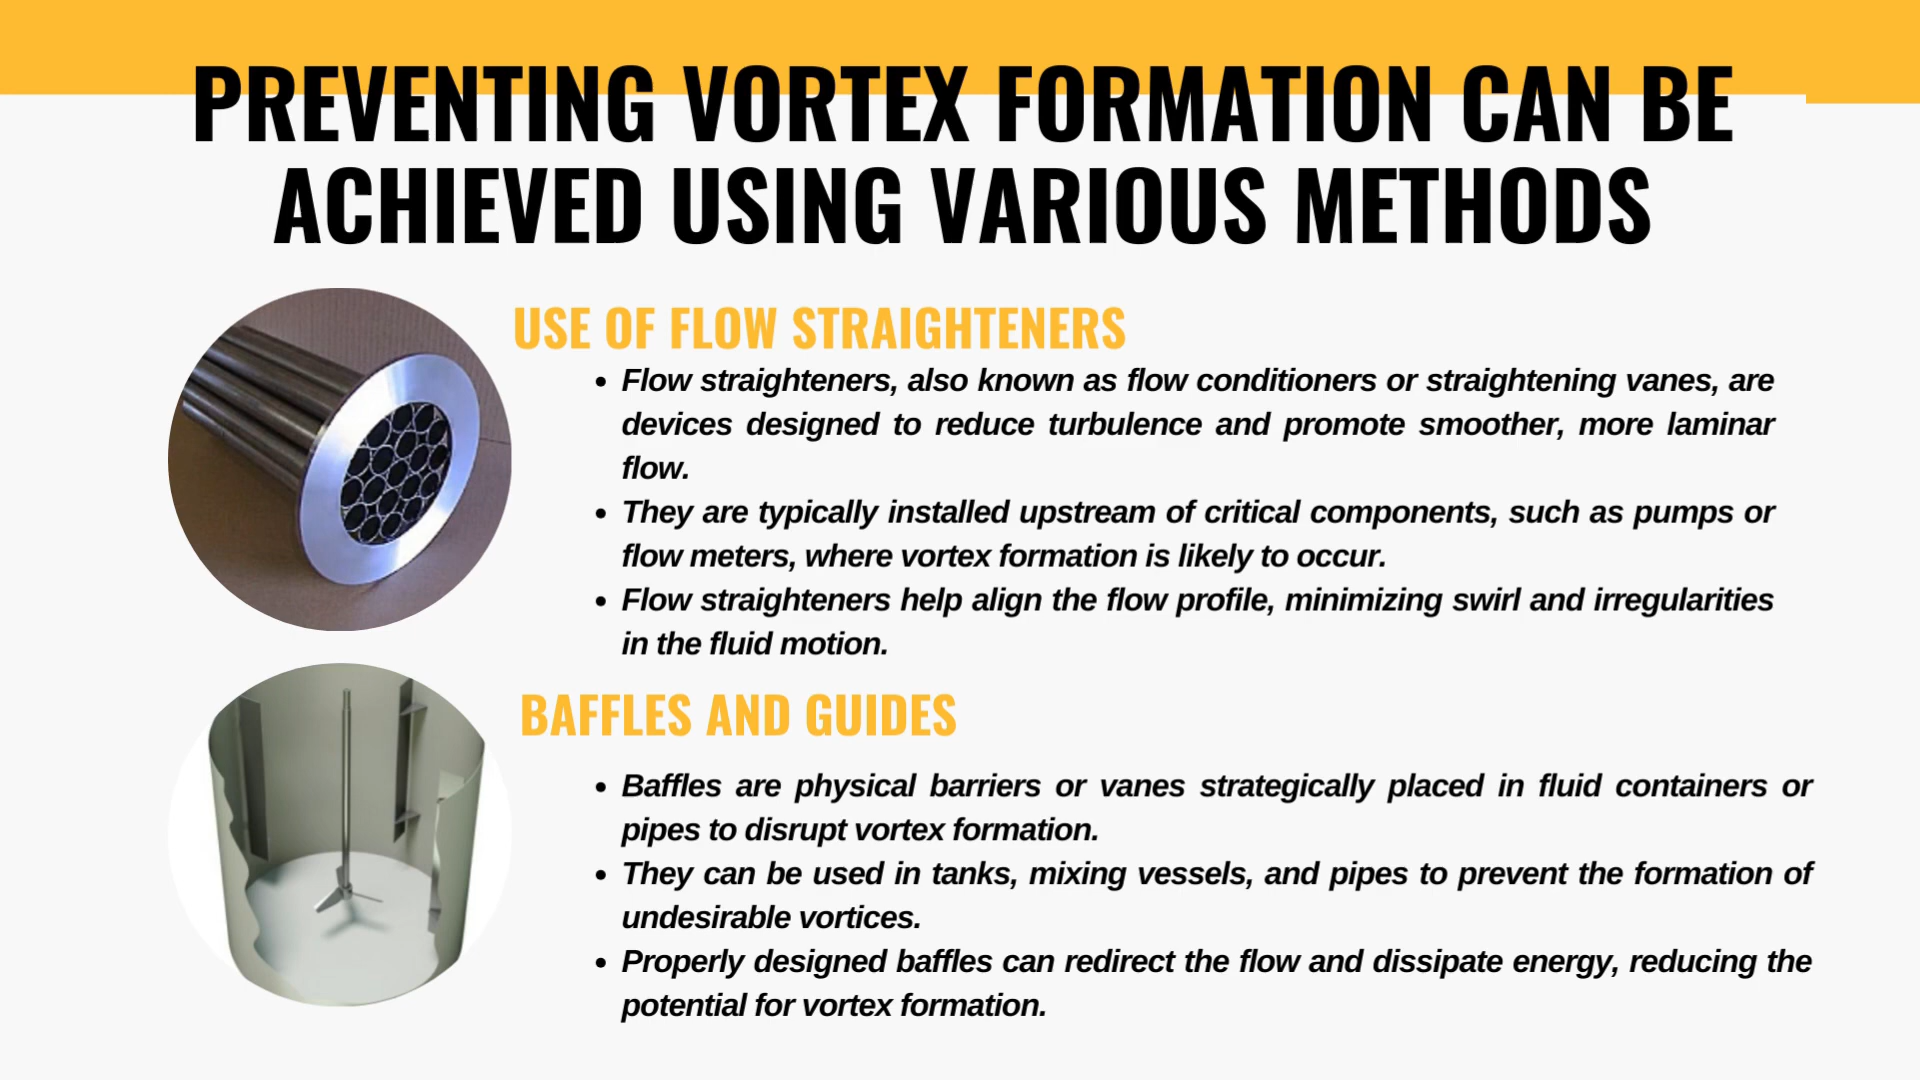 PREVENTING VORTEX FORMATION CAN BE
ACHIEVED USING VARIOUS METHODS
USE OF FLOW STRAIGHTENERS
• Flow straighteners, also known as flow conditioners or straightening vanes, are
devices designed to reduce turbulence and promote smoother, more laminar
flow.
• They are typically installed upstream of critical components, such as pumps or
flow meters, where vortex formation is likely to occur.
• Flow straighteners help align the flow profile, minimizing swirl and irregularities
in the fluid motion.
BAFFLES AND GUIDES
• Baffles are physical barriers or vanes strategically placed in fluid containers or
pipes to disrupt vortex formation.
• They can be used in tanks, mixing vessels, and pipes to prevent the formation of
undesirable vortices.
• Properly designed baffles can redirect the flow and dissipate energy, reducing the
potential for vortex formation.